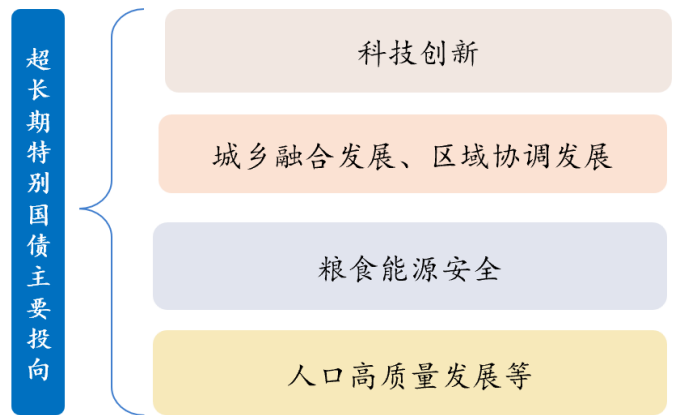 超长期特别国债主要投向
科技创新
城乡融合发展、区域协调发展
粮食能源安全
人口高质量发展等